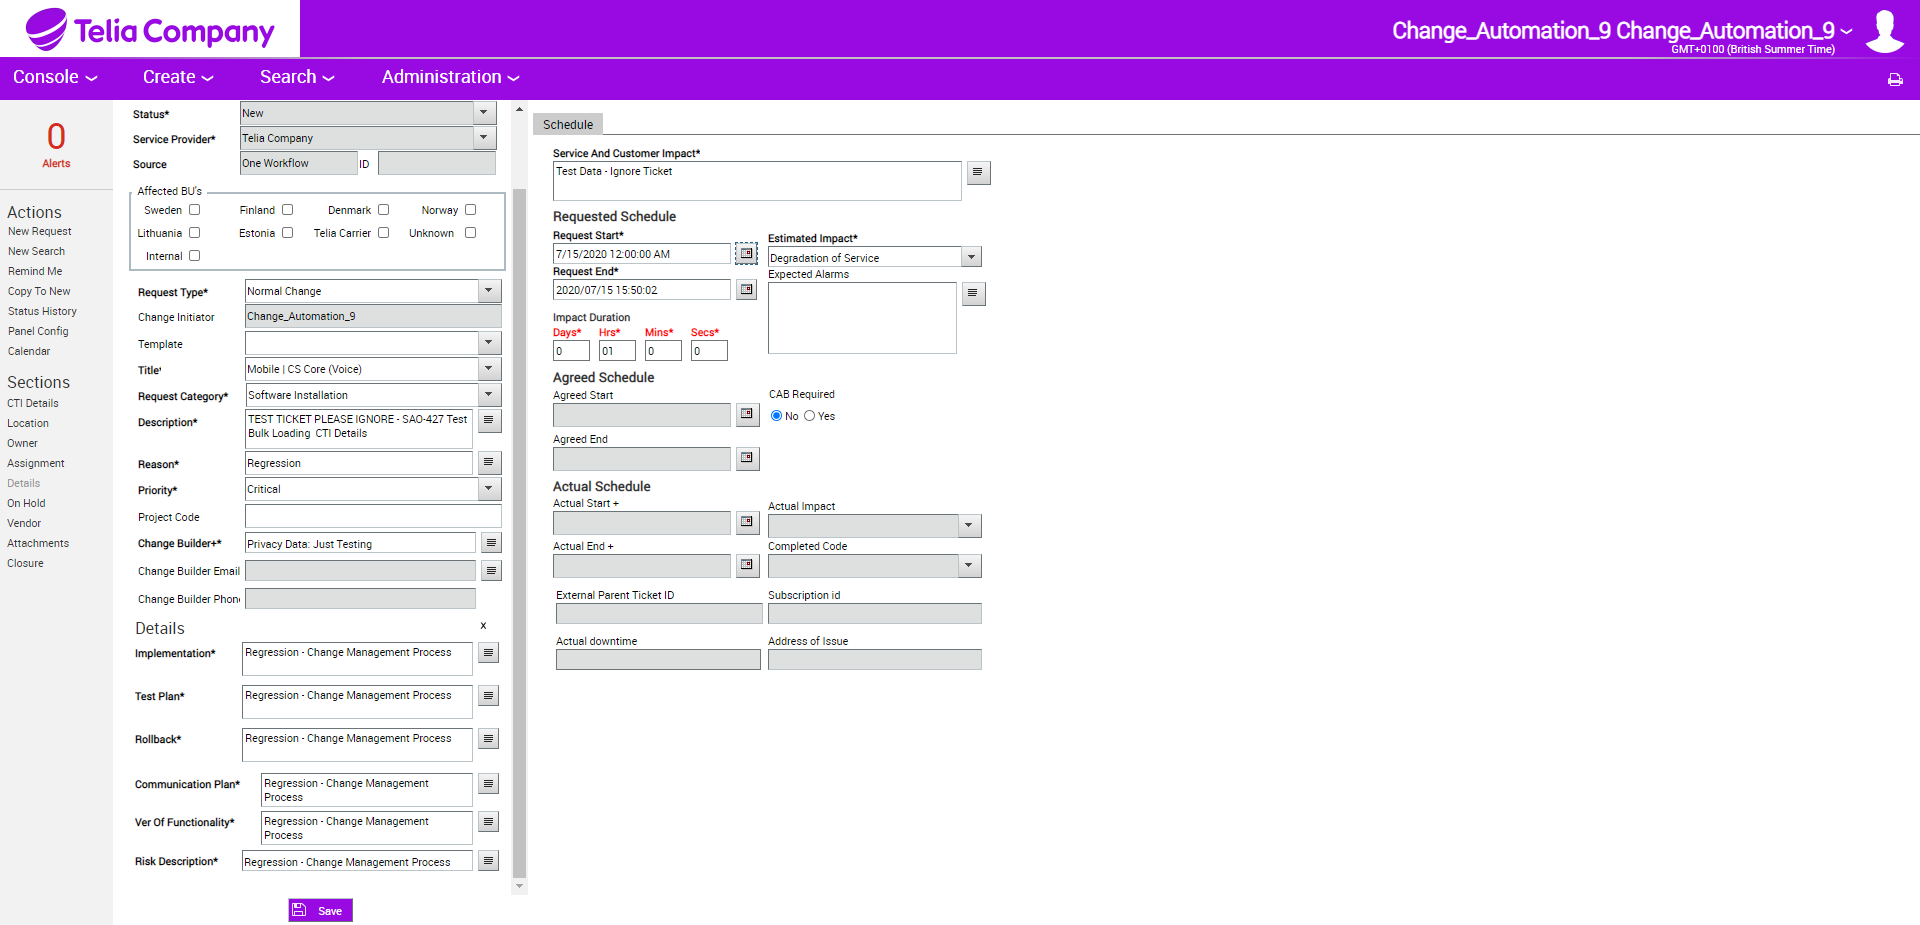 Telia Company
Change_Automation_9 Change_Automation_9
GMT+0100 (British Summer Time)
Console
Create
Search
Administration
0
Alerts
Actions
New Request
New Search
Remind Me
Copy To New
Status History
Panel Config
Calendar
Sections
CTI Details
Location
Owner
Assignment
Details
On Hold
Vendor
Attachments
Closure
Status* New
Service Provider* Telia Company
Source One Workflow ID
Affected BU's
Sweden Finland Denmark Norway
Lithuania Estonia Telia Carrier Unknown
Internal
Request Type* Normal Change
Change Initiator Change_Automation_9
Template
Title* Mobile | CS Core (Voice)
Request Category* Software Installation
Description* TEST TICKET PLEASE IGNORE - SAO-427 Test
Bulk Loading CTI Details
Reason* Regression
Priority* Critical
Project Code
Change Builder+* Privacy Data: Just Testing
Change Builder Email
Change Builder Phon
Details x
Implementation* Regression - Change Management Process
Test Plan* Regression - Change Management Process
Rollback* Regression - Change Management Process
Communication Plan* Regression - Change Management
Process
Ver Of Functionality* Regression - Change Management
Process
Risk Description* Regression - Change Management Process
Save
Schedule
Service And Customer Impact*
Test Data - Ignore Ticket
Requested Schedule
Request Start* Estimated Impact*
7/15/2020 12:00:00 AM Degradation of Service
Request End* Expected Alarms
2020/07/15 15:50:02
Impact Duration
Days* Hrs* Mins* Secs*
0 01 0 0
Agreed Schedule
Agreed Start CAB Required
No Yes
Agreed End
Actual Schedule
Actual Start + Actual Impact
Actual End + Completed Code
External Parent Ticket ID Subscription id
Actual downtime Address of Issue